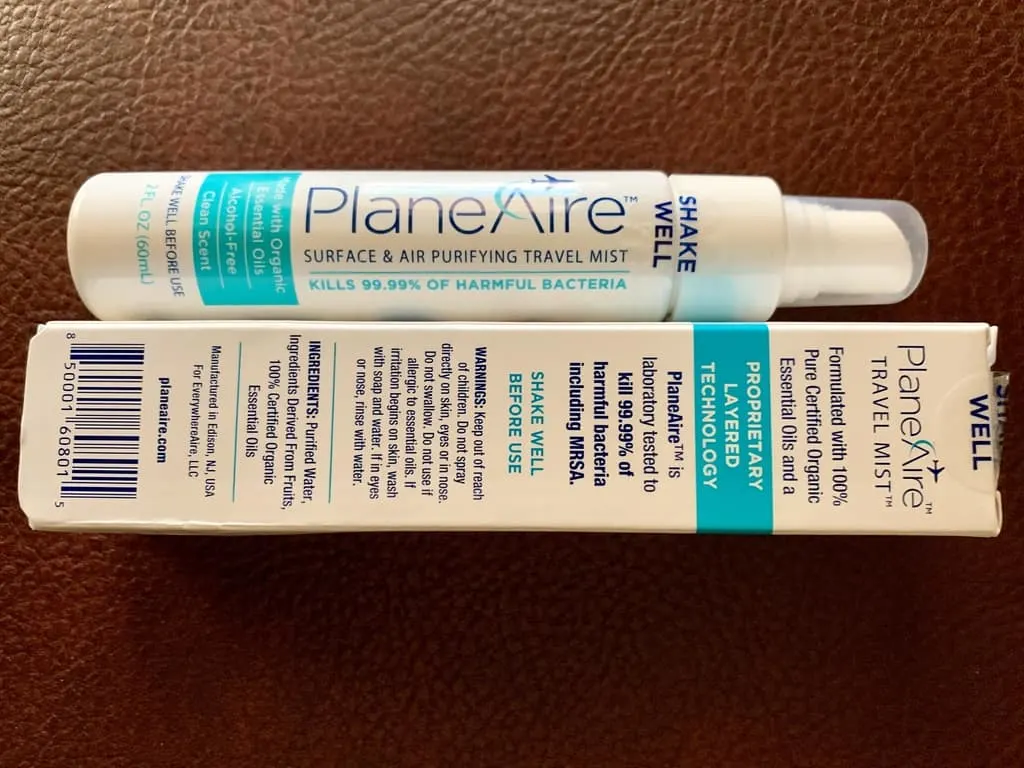 PlaneAire™
SURFACE & AIR PURIFYING TRAVEL MIST
KILLS 99.99% OF HARMFUL BACTERIA
Made with Organic
Essential Oils
Alcohol-Free
Clean Scent
SHAKE WELL BEFORE USE
2 FL OZ (60mL)
SHAKE
WELL
WELL
PlaneAire™
TRAVEL MIST™
Formulated with 100%
Pure Certified Organic
Essential Oils and a
PROPRIETARY
LAYERED
TECHNOLOGY
PlaneAire™ is
laboratory tested to
kill 99.99% of
harmful bacteria
including MRSA.
SHAKE WELL
BEFORE USE
WARNINGS: Keep out of reach
of children. Do not spray
directly on skin, eyes or in nose.
Do not swallow. Do not use if
allergic to essential oils. If
irritation begins on skin, wash
with soap and water. If in eyes
or nose, rinse with water.
INGREDIENTS: Purified Water,
Ingredients Derived From Fruits,
100% Certified Organic
Essential Oils
Manufactured in Edison, NJ, USA
For EverywhereAire, LLC
planeaire.com
8 50001 60801 5